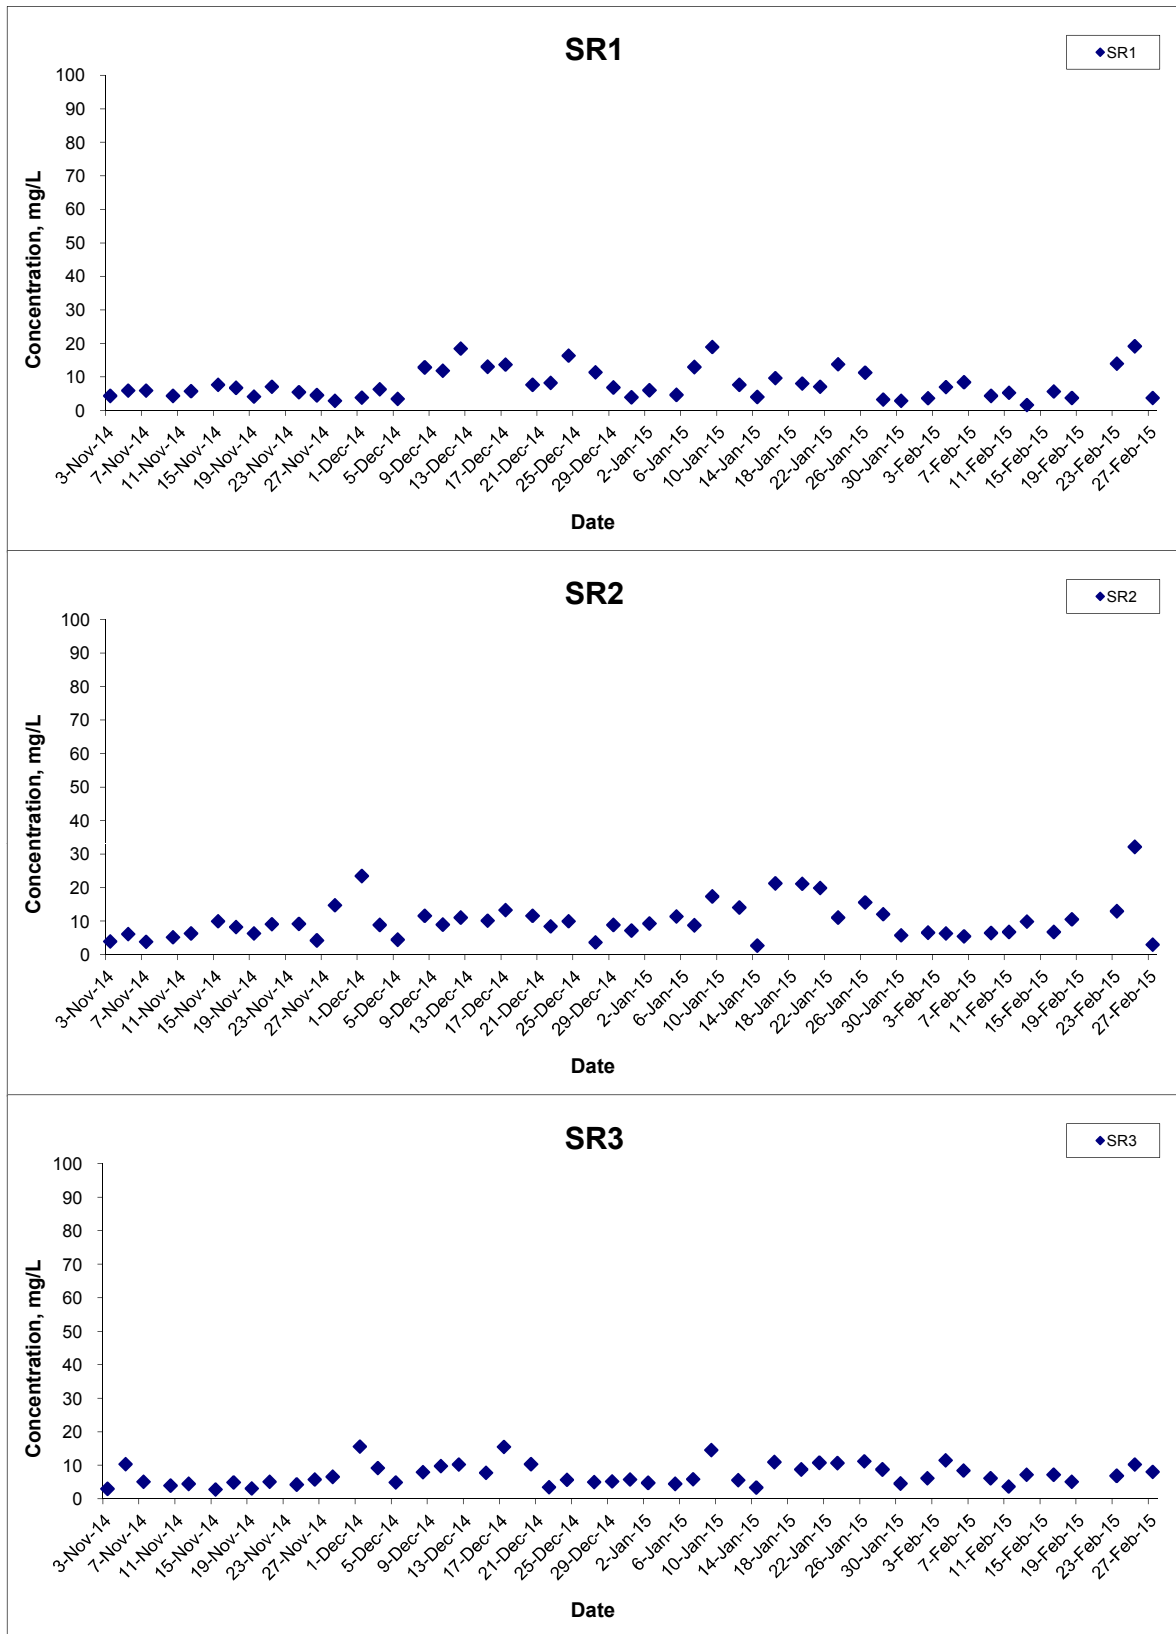 SR1
SR1
100
90
80
70
60
50
40
30
20
10
0
Concentration, mg/L
3-Nov-14
7-Nov-14
11-Nov-14
15-Nov-14
19-Nov-14
23-Nov-14
27-Nov-14
1-Dec-14
5-Dec-14
9-Dec-14
13-Dec-14
17-Dec-14
21-Dec-14
25-Dec-14
29-Dec-14
2-Jan-15
6-Jan-15
10-Jan-15
14-Jan-15
18-Jan-15
22-Jan-15
26-Jan-15
30-Jan-15
3-Feb-15
7-Feb-15
11-Feb-15
15-Feb-15
19-Feb-15
23-Feb-15
27-Feb-15
Date
SR2
SR2
100
90
80
70
60
50
40
30
20
10
0
Concentration, mg/L
3-Nov-14
7-Nov-14
11-Nov-14
15-Nov-14
19-Nov-14
23-Nov-14
27-Nov-14
1-Dec-14
5-Dec-14
9-Dec-14
13-Dec-14
17-Dec-14
21-Dec-14
25-Dec-14
29-Dec-14
2-Jan-15
6-Jan-15
10-Jan-15
14-Jan-15
18-Jan-15
22-Jan-15
26-Jan-15
30-Jan-15
3-Feb-15
7-Feb-15
11-Feb-15
15-Feb-15
19-Feb-15
23-Feb-15
27-Feb-15
Date
SR3
SR3
100
90
80
70
60
50
40
30
20
10
0
Concentration, mg/L
3-Nov-14
7-Nov-14
11-Nov-14
15-Nov-14
19-Nov-14
23-Nov-14
27-Nov-14
1-Dec-14
5-Dec-14
9-Dec-14
13-Dec-14
17-Dec-14
21-Dec-14
25-Dec-14
29-Dec-14
2-Jan-15
6-Jan-15
10-Jan-15
14-Jan-15
18-Jan-15
22-Jan-15
26-Jan-15
30-Jan-15
3-Feb-15
7-Feb-15
11-Feb-15
15-Feb-15
19-Feb-15
23-Feb-15
27-Feb-15
Date